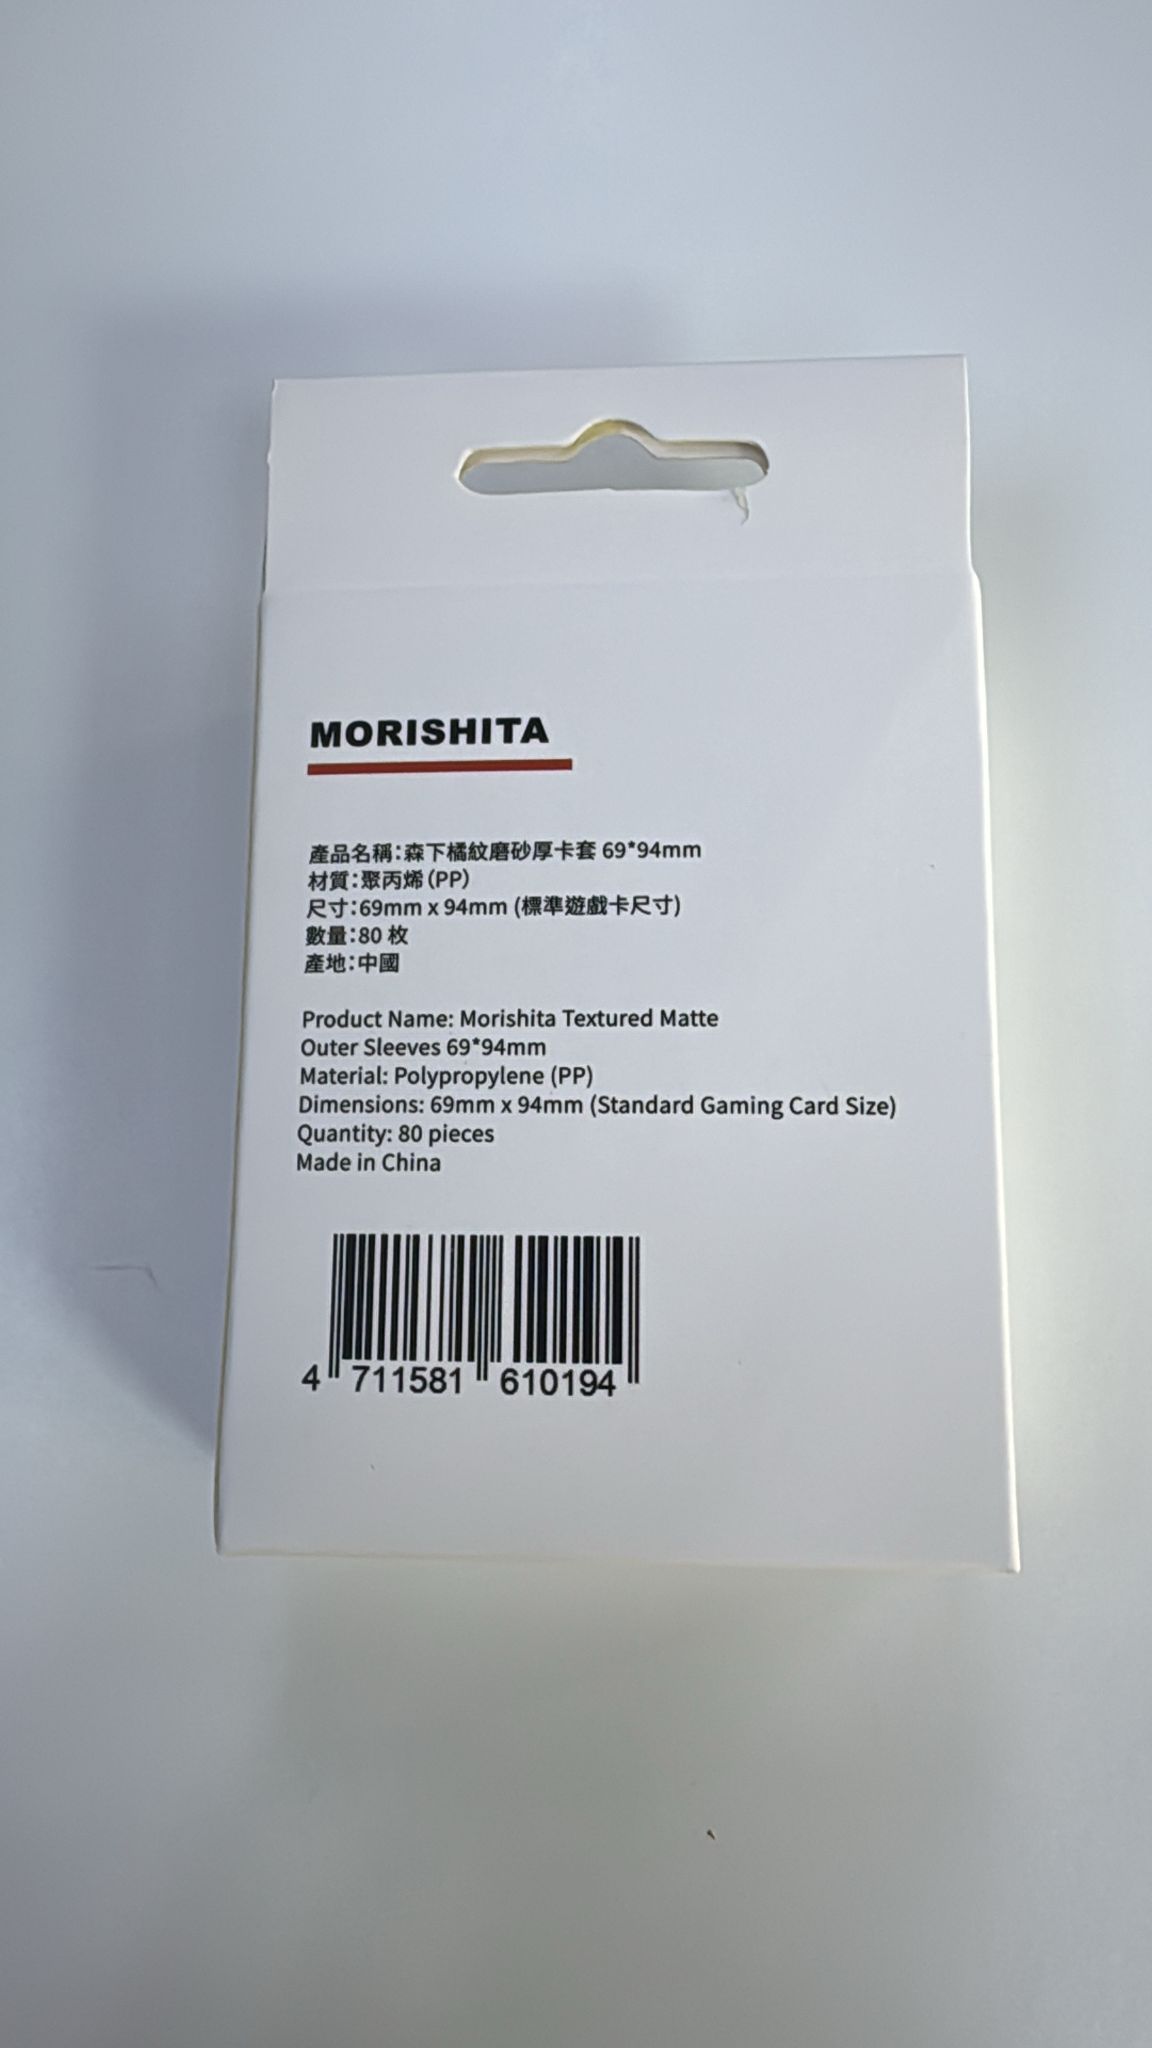 MORISHITA
產品名稱：森下橘紋磨砂厚卡套 69*94mm
材質：聚丙烯（PP）
尺寸：69mm x 94mm (標準遊戲卡尺寸)
數量：80 枚
產地：中國
Product Name: Morishita Textured Matte
Outer Sleeves 69*94mm
Material: Polypropylene (PP)
Dimensions: 69mm x 94mm (Standard Gaming Card Size)
Quantity: 80 pieces
Made in China
4 711581 610194